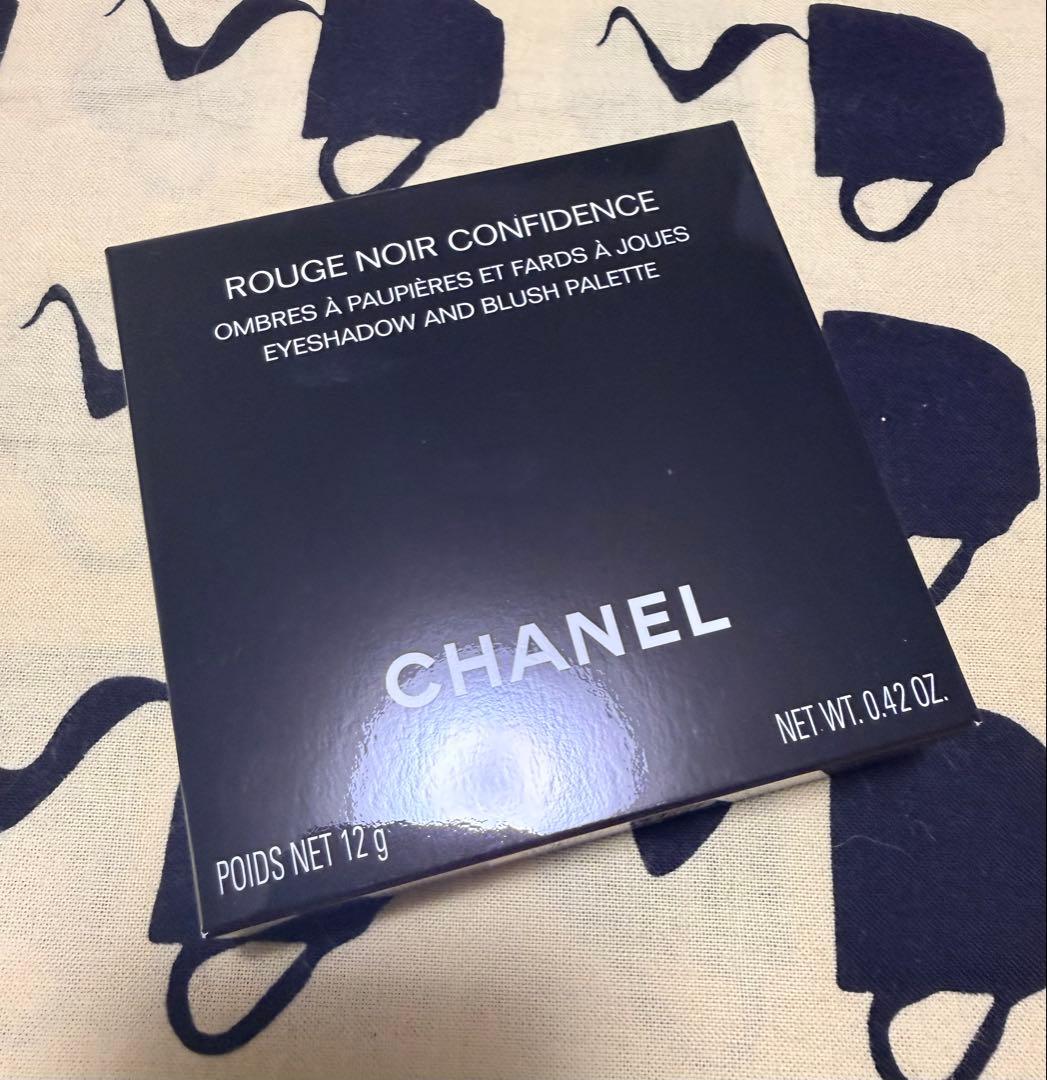 ROUGE NOIR CONFIDENCE
OMBRES À PAUPIÈRES ET FARDS À JOUES
EYESHADOW AND BLUSH PALETTE
CHANEL
NET WT. 0.42 OZ.
POIDS NET 12 g